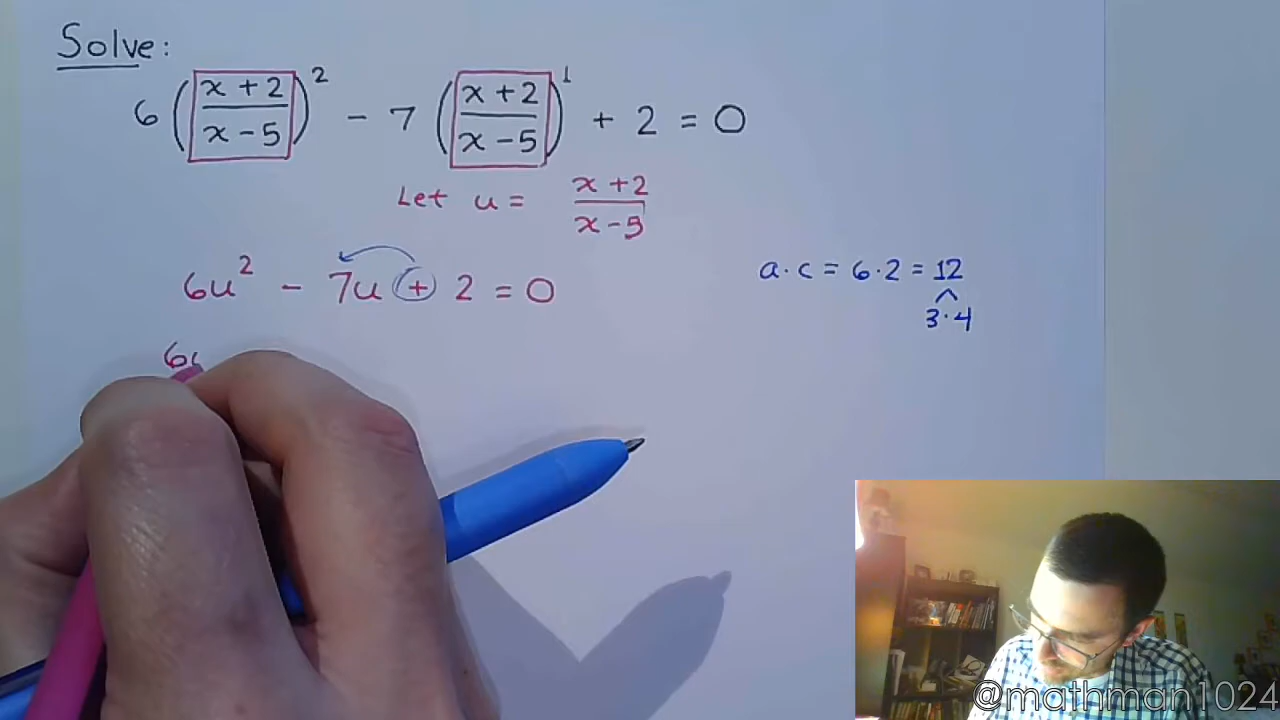 Solve:
6 ((x + 2)/(x - 5))² - 7 ((x + 2)/(x - 5))¹ + 2 = 0
Let u = (x + 2)/(x - 5)
6u² - 7u + 2 = 0
a · c = 6 · 2 = 12
3 · 4
6
@mathman1024